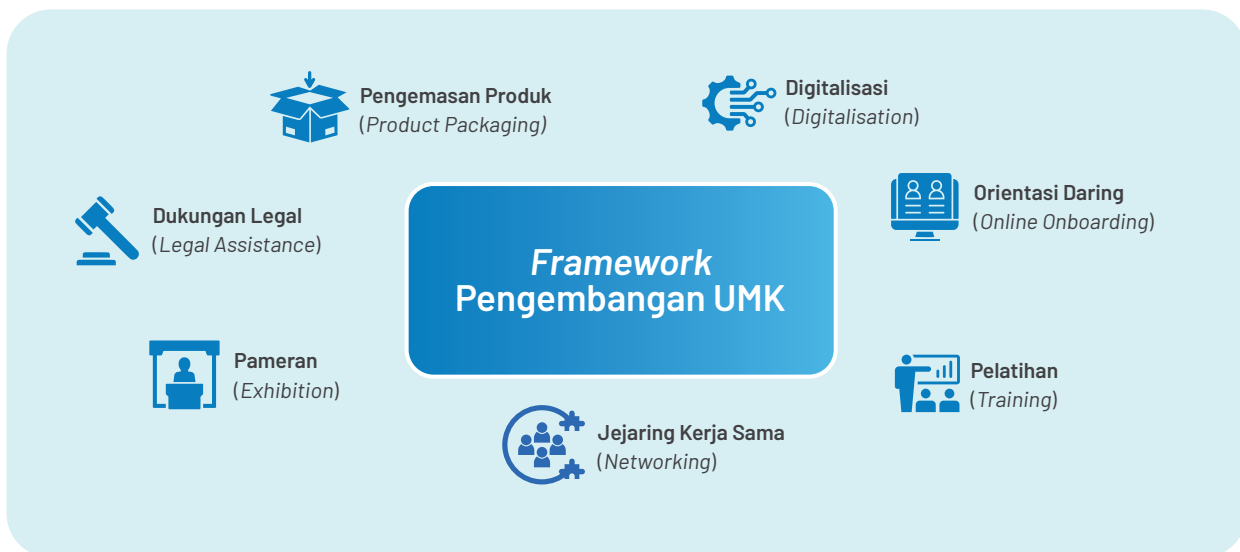 Pengemasan Produk
(Product Packaging)
Digitalisasi
(Digitalisation)
Dukungan Legal
(Legal Assistance)
Orientasi Daring
(Online Onboarding)
Framework
Pengembangan UMK
Pameran
(Exhibition)
Pelatihan
(Training)
Jejaring Kerja Sama
(Networking)